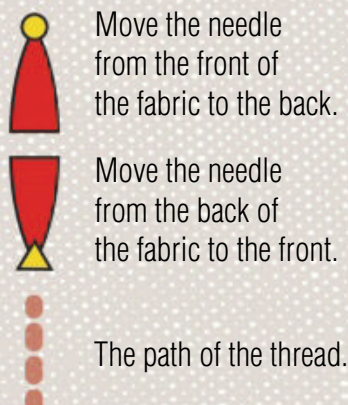 Move the needle
from the front of
the fabric to the back.
Move the needle
from the back of
the fabric to the front.
The path of the thread.